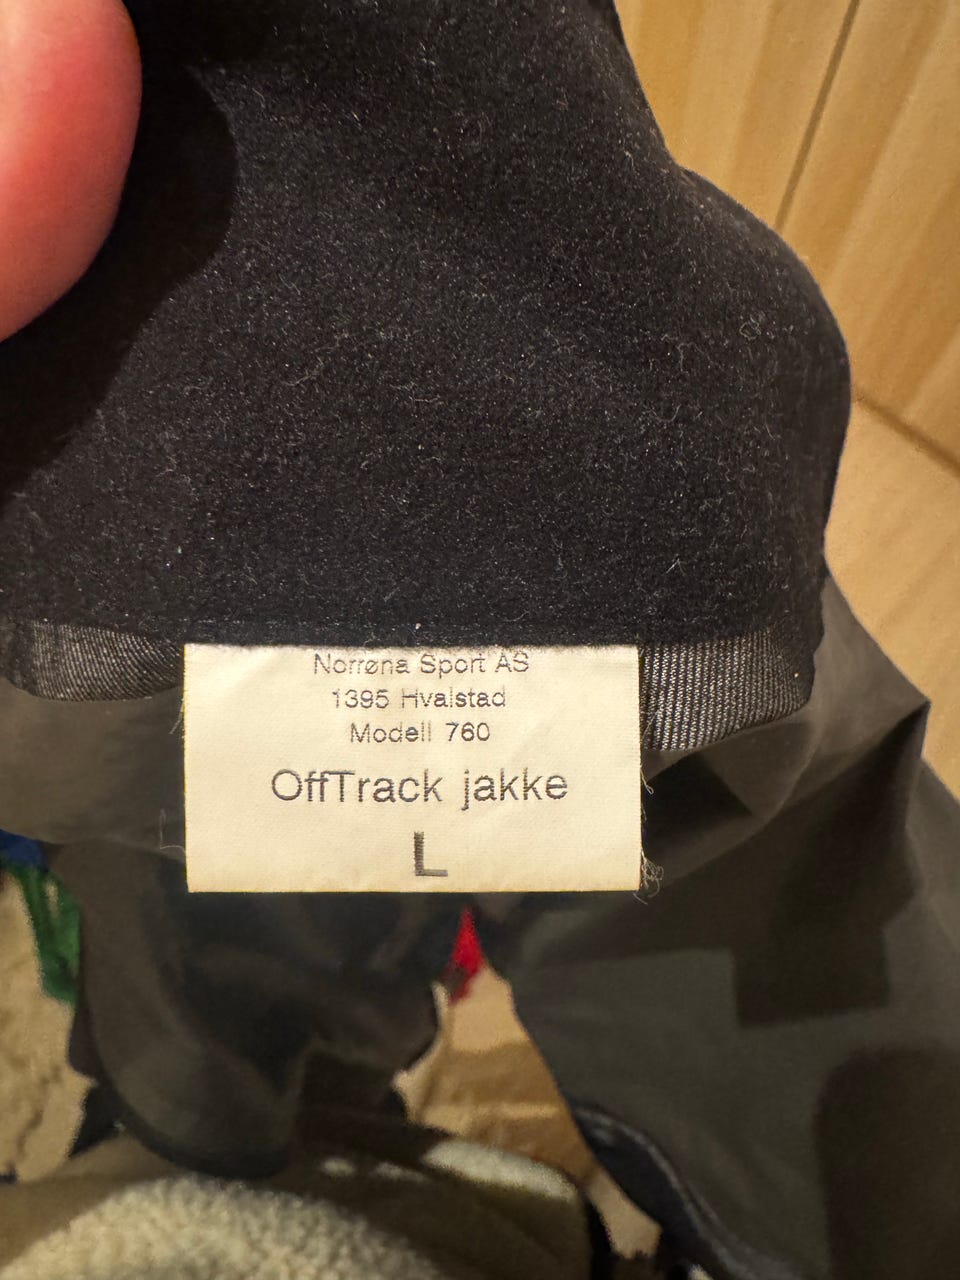 Norrøna Sport AS
1395 Hvalstad
Modell 760
OffTrack jakke
L